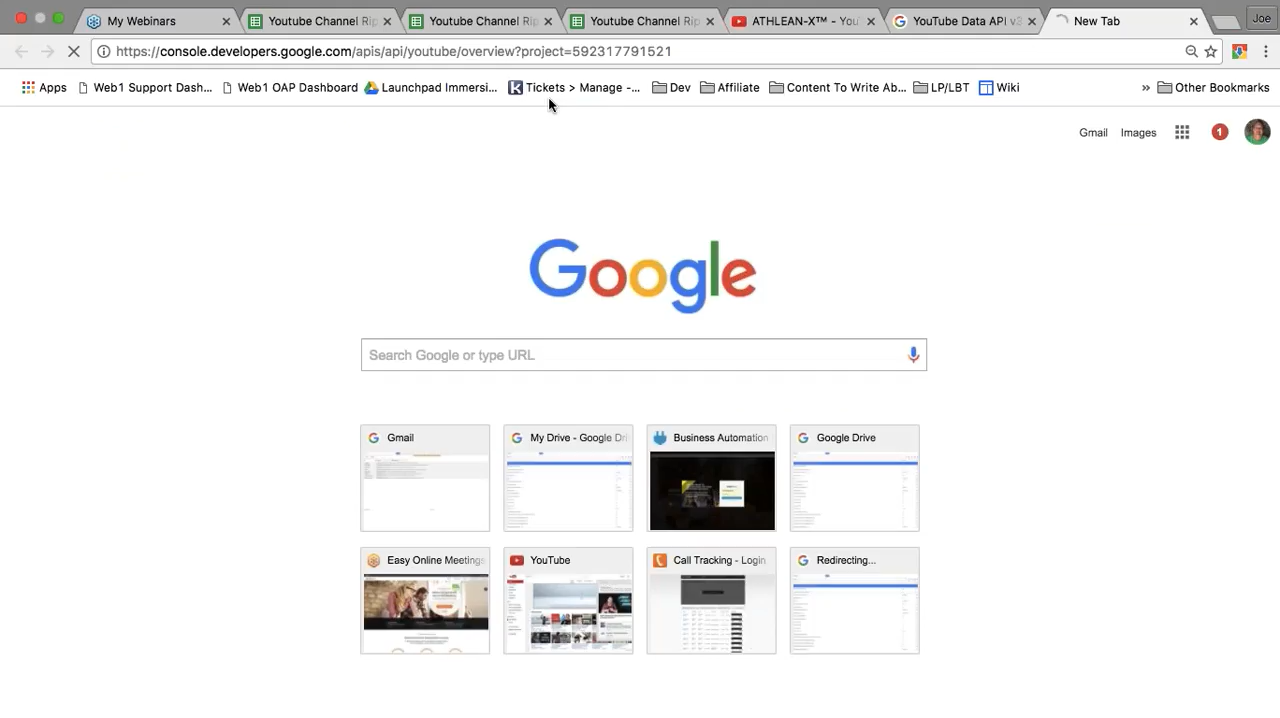 My Webinars
Youtube Channel Rip
Youtube Channel Rip
Youtube Channel Rip
ATHLEAN-X™ - You
YouTube Data API v3
New Tab
Joe
https://console.developers.google.com/apis/api/youtube/overview?project=592317791521
Apps
Web1 Support Dash...
Web1 OAP Dashboard
Launchpad Immersi...
Tickets > Manage -...
Dev
Affiliate
Content To Write Ab...
LP/LBT
Wiki
»
Other Bookmarks
Gmail
Images
1
Google
Search Google or type URL
Gmail
My Drive - Google Dri
Business Automation
Google Drive
Easy Online Meetings
YouTube
Call Tracking - Login
Redirecting...